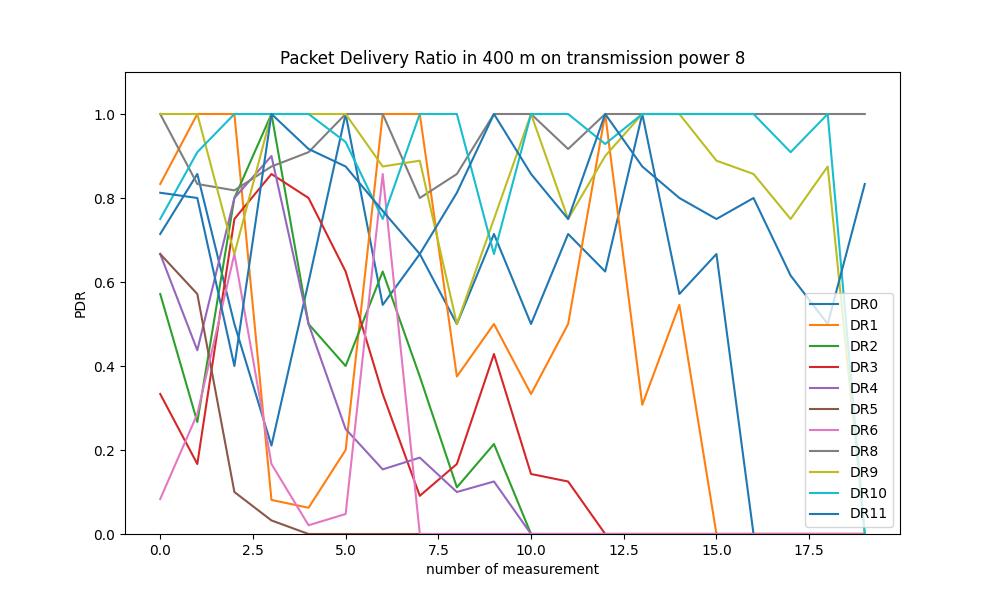 Packet Delivery Ratio in 400 m on transmission power 8
1.0
0.8
0.6
0.4
0.2
0.0
PDR
0.0 2.5 5.0 7.5 10.0 12.5 15.0 17.5
number of measurement
DR0
DR1
DR2
DR3
DR4
DR5
DR6
DR8
DR9
DR10
DR11